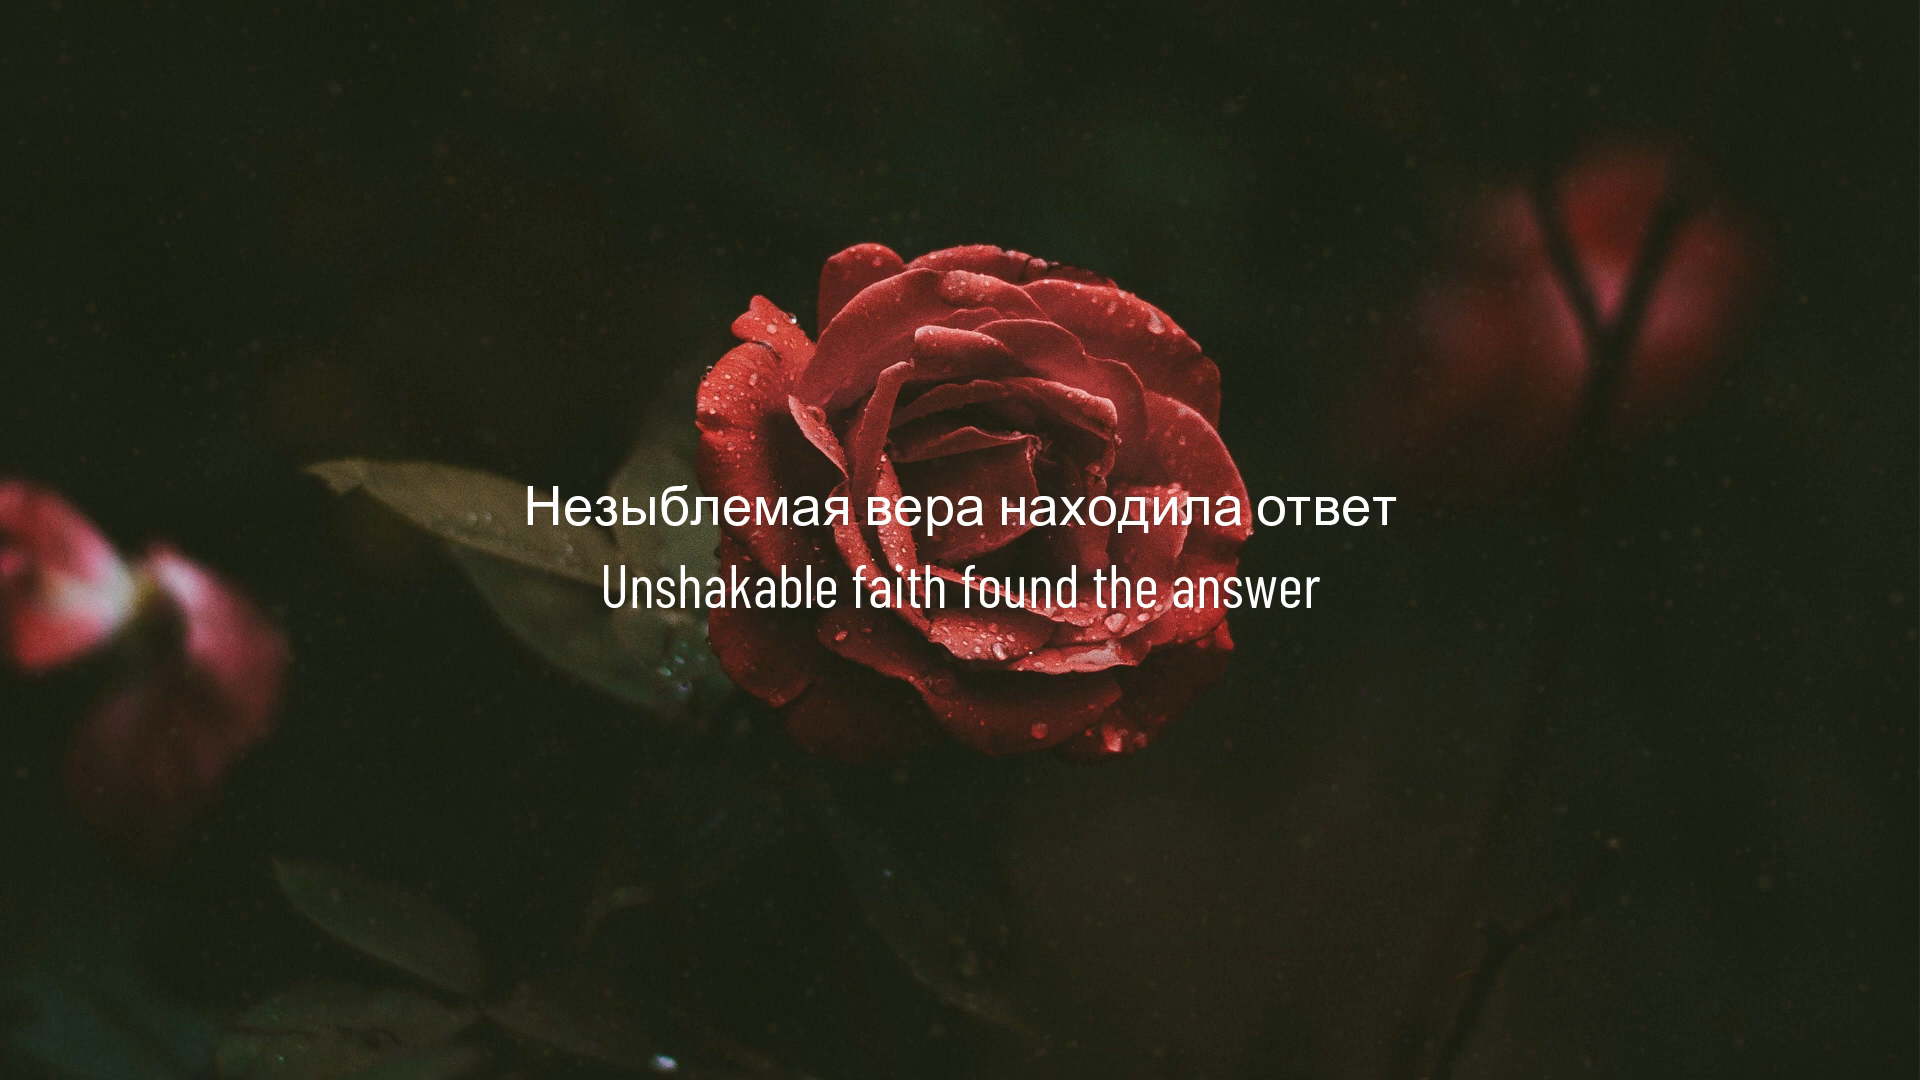 Незыблемая вера находила ответ
Unshakable faith found the answer